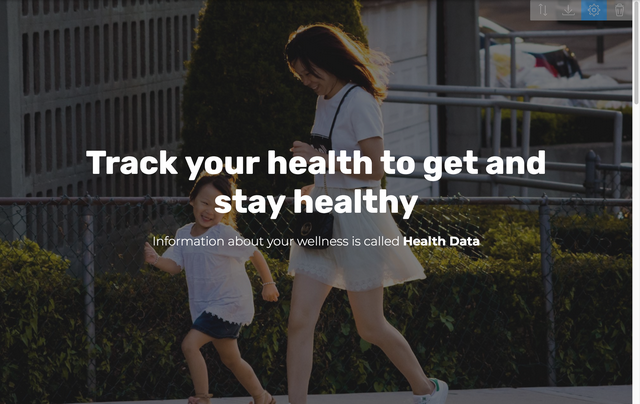 Track your health to get and
stay healthy
Information about your wellness is called Health Data